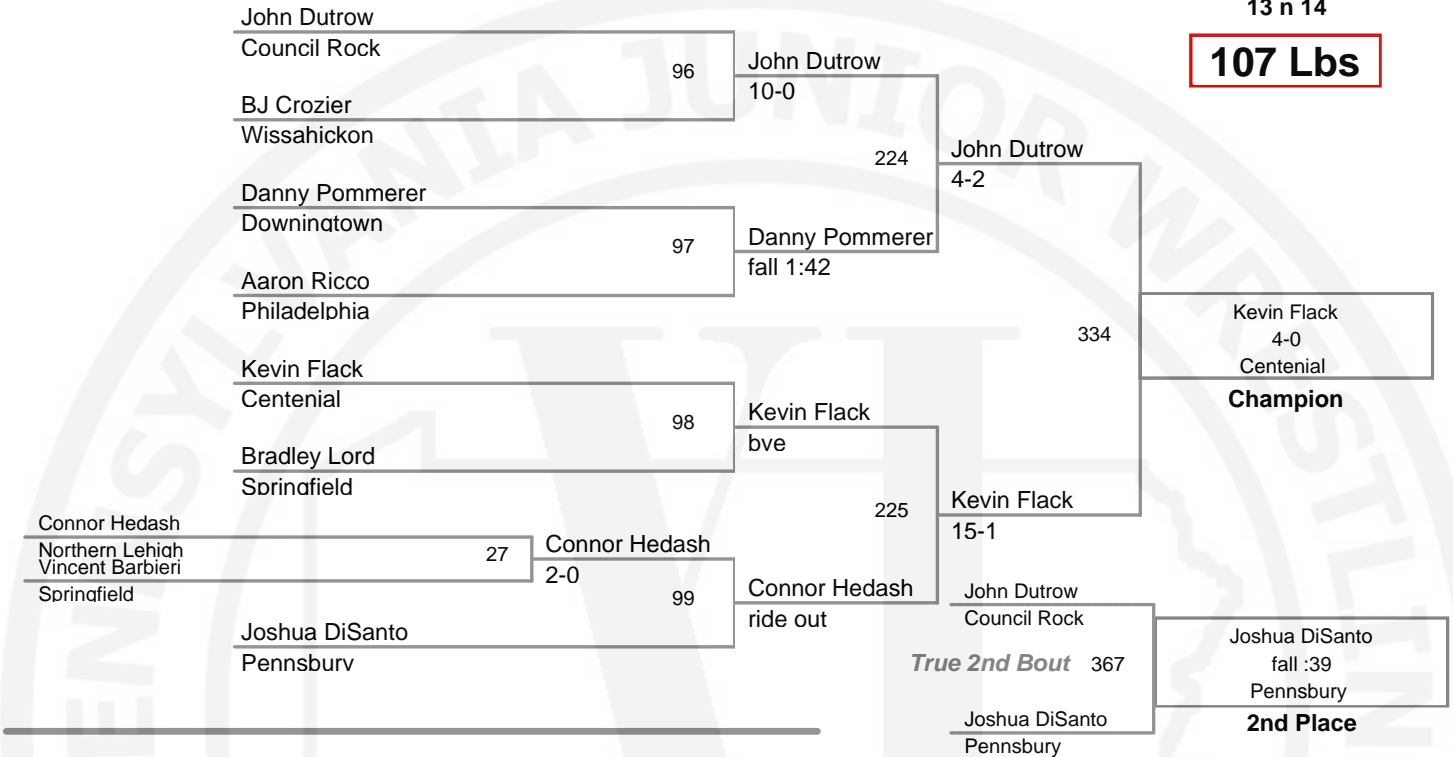 13 n 14
107 Lbs
John Dutrow
Council Rock
96
BJ Crozier
Wissahickon
John Dutrow
10-0
Danny Pommerer
Downingtown
97
Aaron Ricco
Philadelphia
Danny Pommerer
fall 1:42
224
John Dutrow
4-2
Kevin Flack
Centenial
98
Bradley Lord
Springfield
Kevin Flack
bye
Connor Hedash
Northern Lehigh
27
Vincent Barbieri
Springfield
Connor Hedash
2-0
99
Joshua DiSanto
Pennsbury
Connor Hedash
ride out
225
Kevin Flack
15-1
334
Kevin Flack
4-0
Centenial
Champion
John Dutrow
Council Rock
True 2nd Bout 367
Joshua DiSanto
Pennsbury
Joshua DiSanto
fall :39
Pennsbury
2nd Place